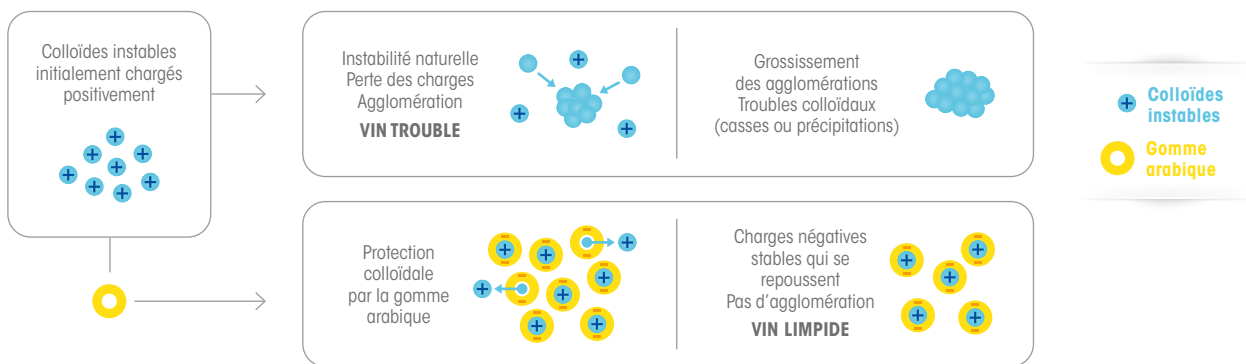 Colloïdes instables
initialement chargés
positivement
Instabilité naturelle
Perte des charges
Agglomération
VIN TROUBLE
Grossissement
des agglomérations
Troubles colloïdaux
(casses ou précipitations)
Colloïdes
instables
Gomme
arabique
Protection
colloïdale
par la gomme
arabique
Charges négatives
stables qui se
repoussent
Pas d'agglomération
VIN LIMPIDE